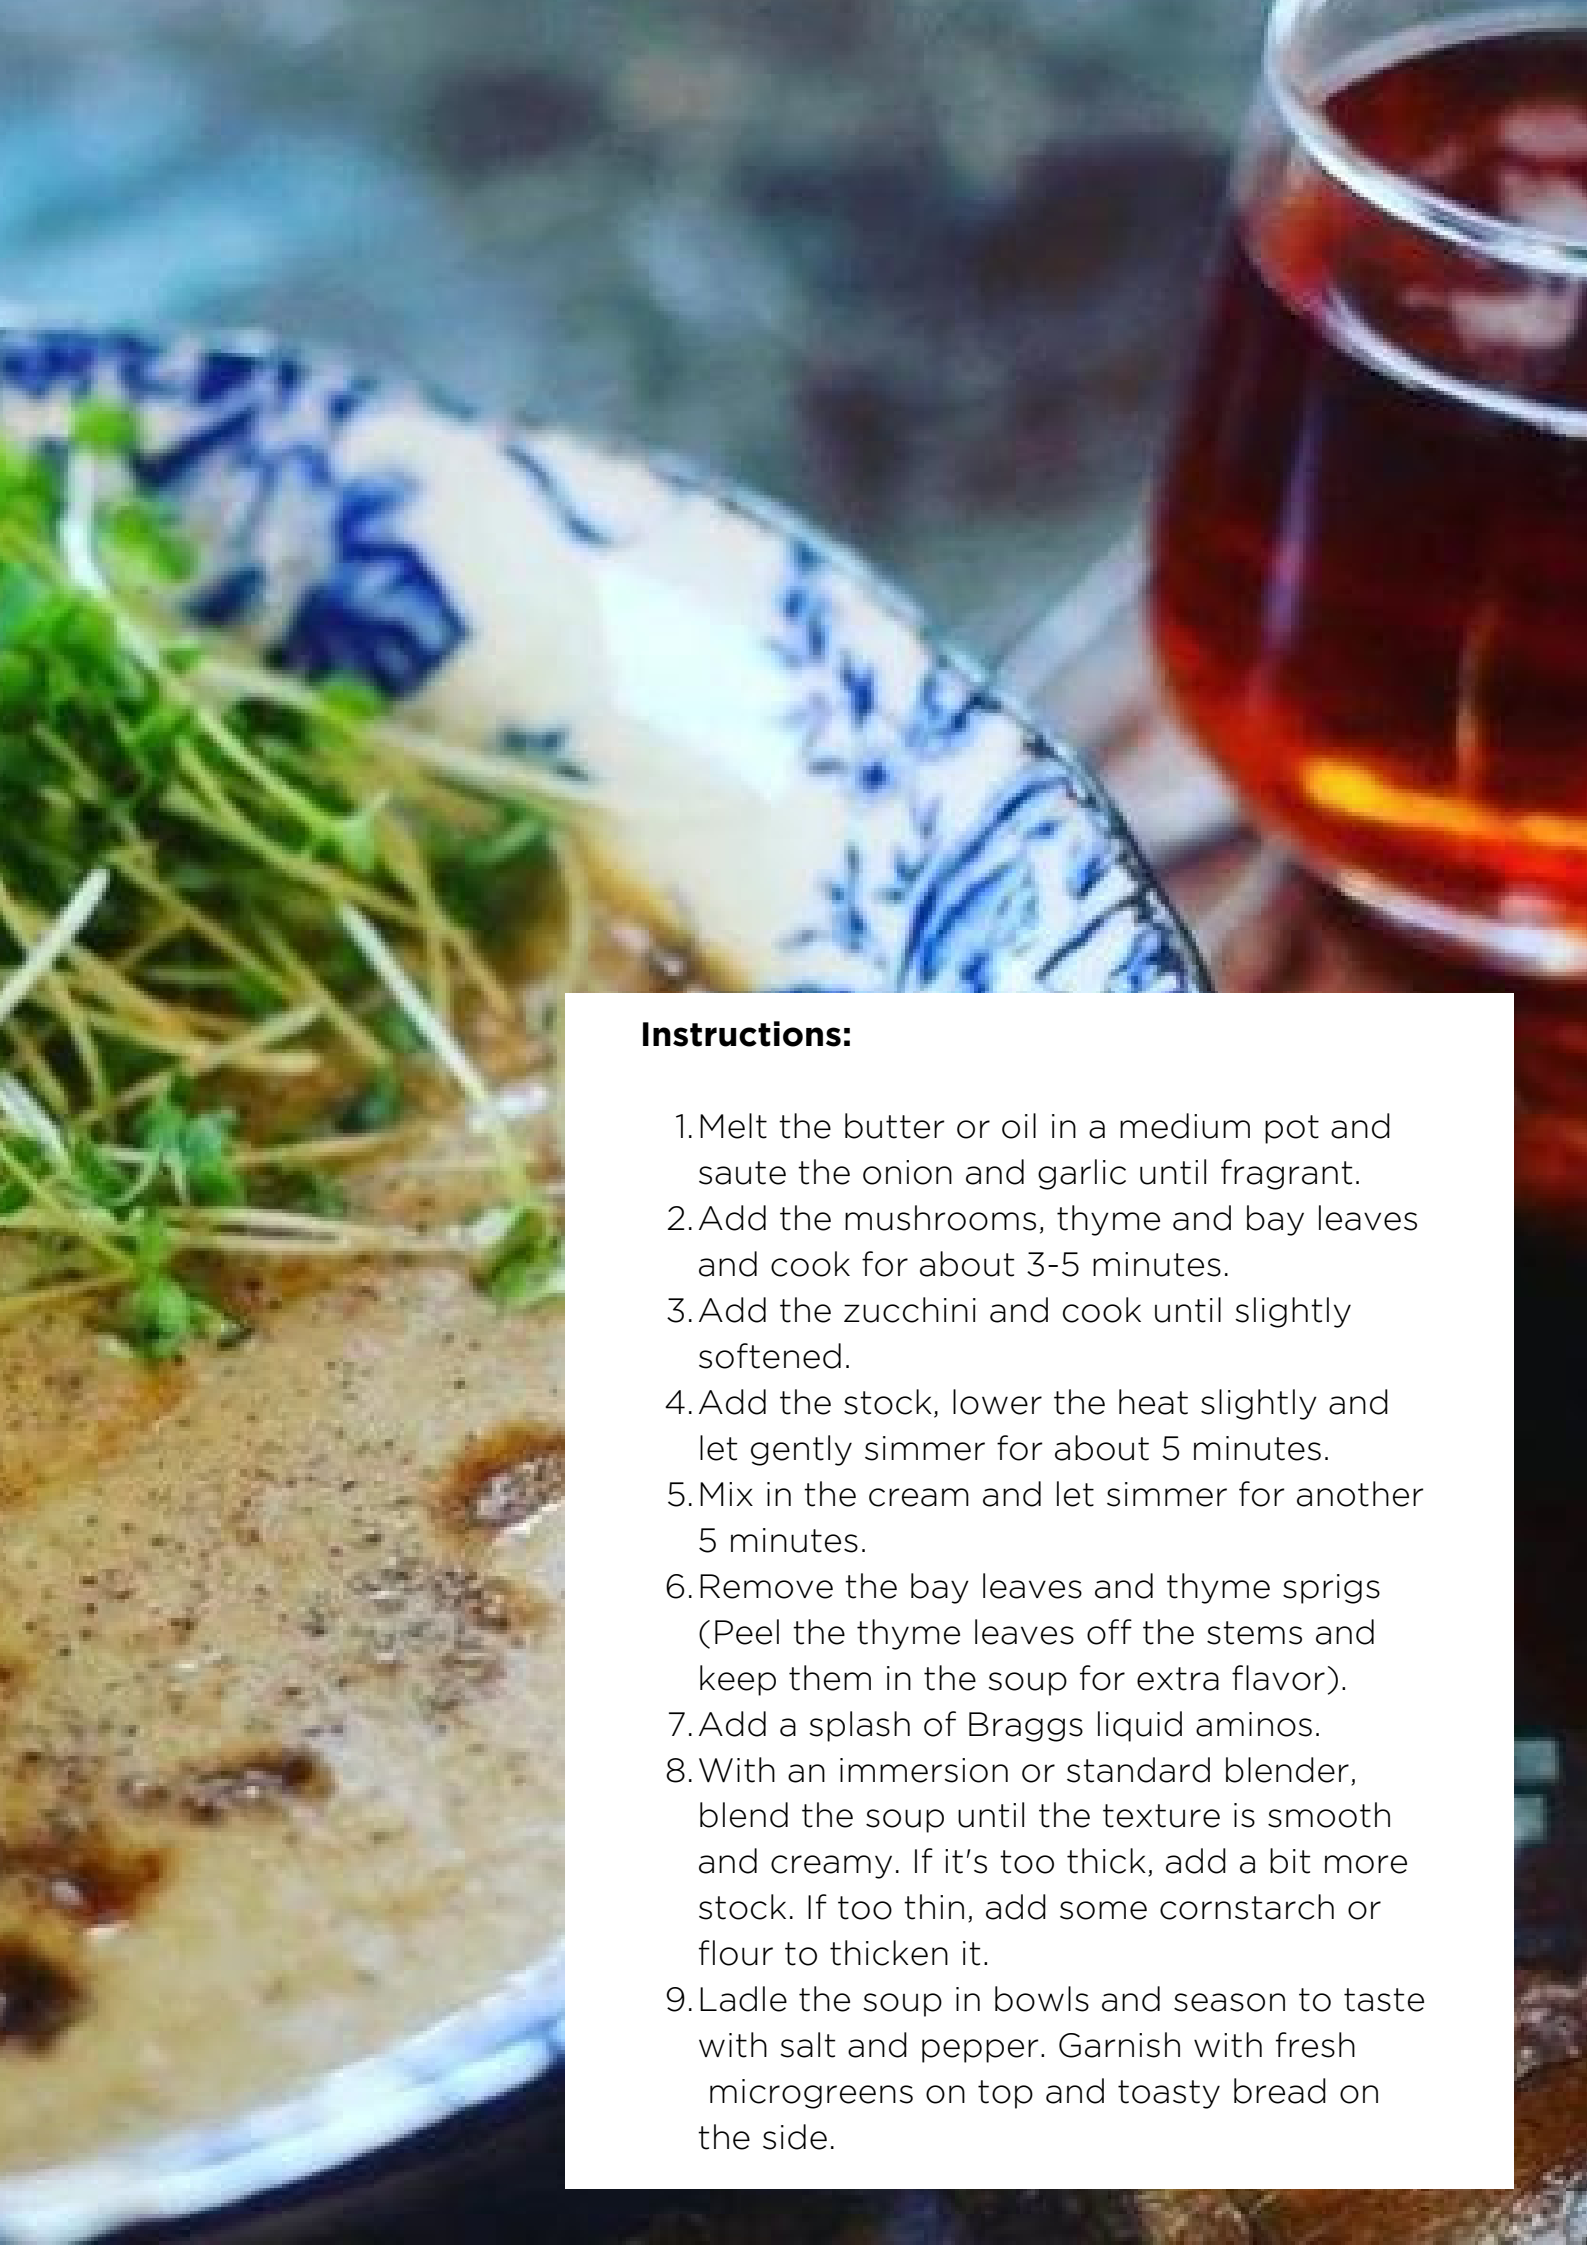 Instructions:
1. Melt the butter or oil in a medium pot and
saute the onion and garlic until fragrant.
2. Add the mushrooms, thyme and bay leaves
and cook for about 3-5 minutes.
3. Add the zucchini and cook until slightly
softened.
4. Add the stock, lower the heat slightly and
let gently simmer for about 5 minutes.
5. Mix in the cream and let simmer for another
5 minutes.
6. Remove the bay leaves and thyme sprigs
(Peel the thyme leaves off the stems and
keep them in the soup for extra flavor).
7. Add a splash of Braggs liquid aminos.
8. With an immersion or standard blender,
blend the soup until the texture is smooth
and creamy. If it's too thick, add a bit more
stock. If too thin, add some cornstarch or
flour to thicken it.
9. Ladle the soup in bowls and season to taste
with salt and pepper. Garnish with fresh
microgreens on top and toasty bread on
the side.